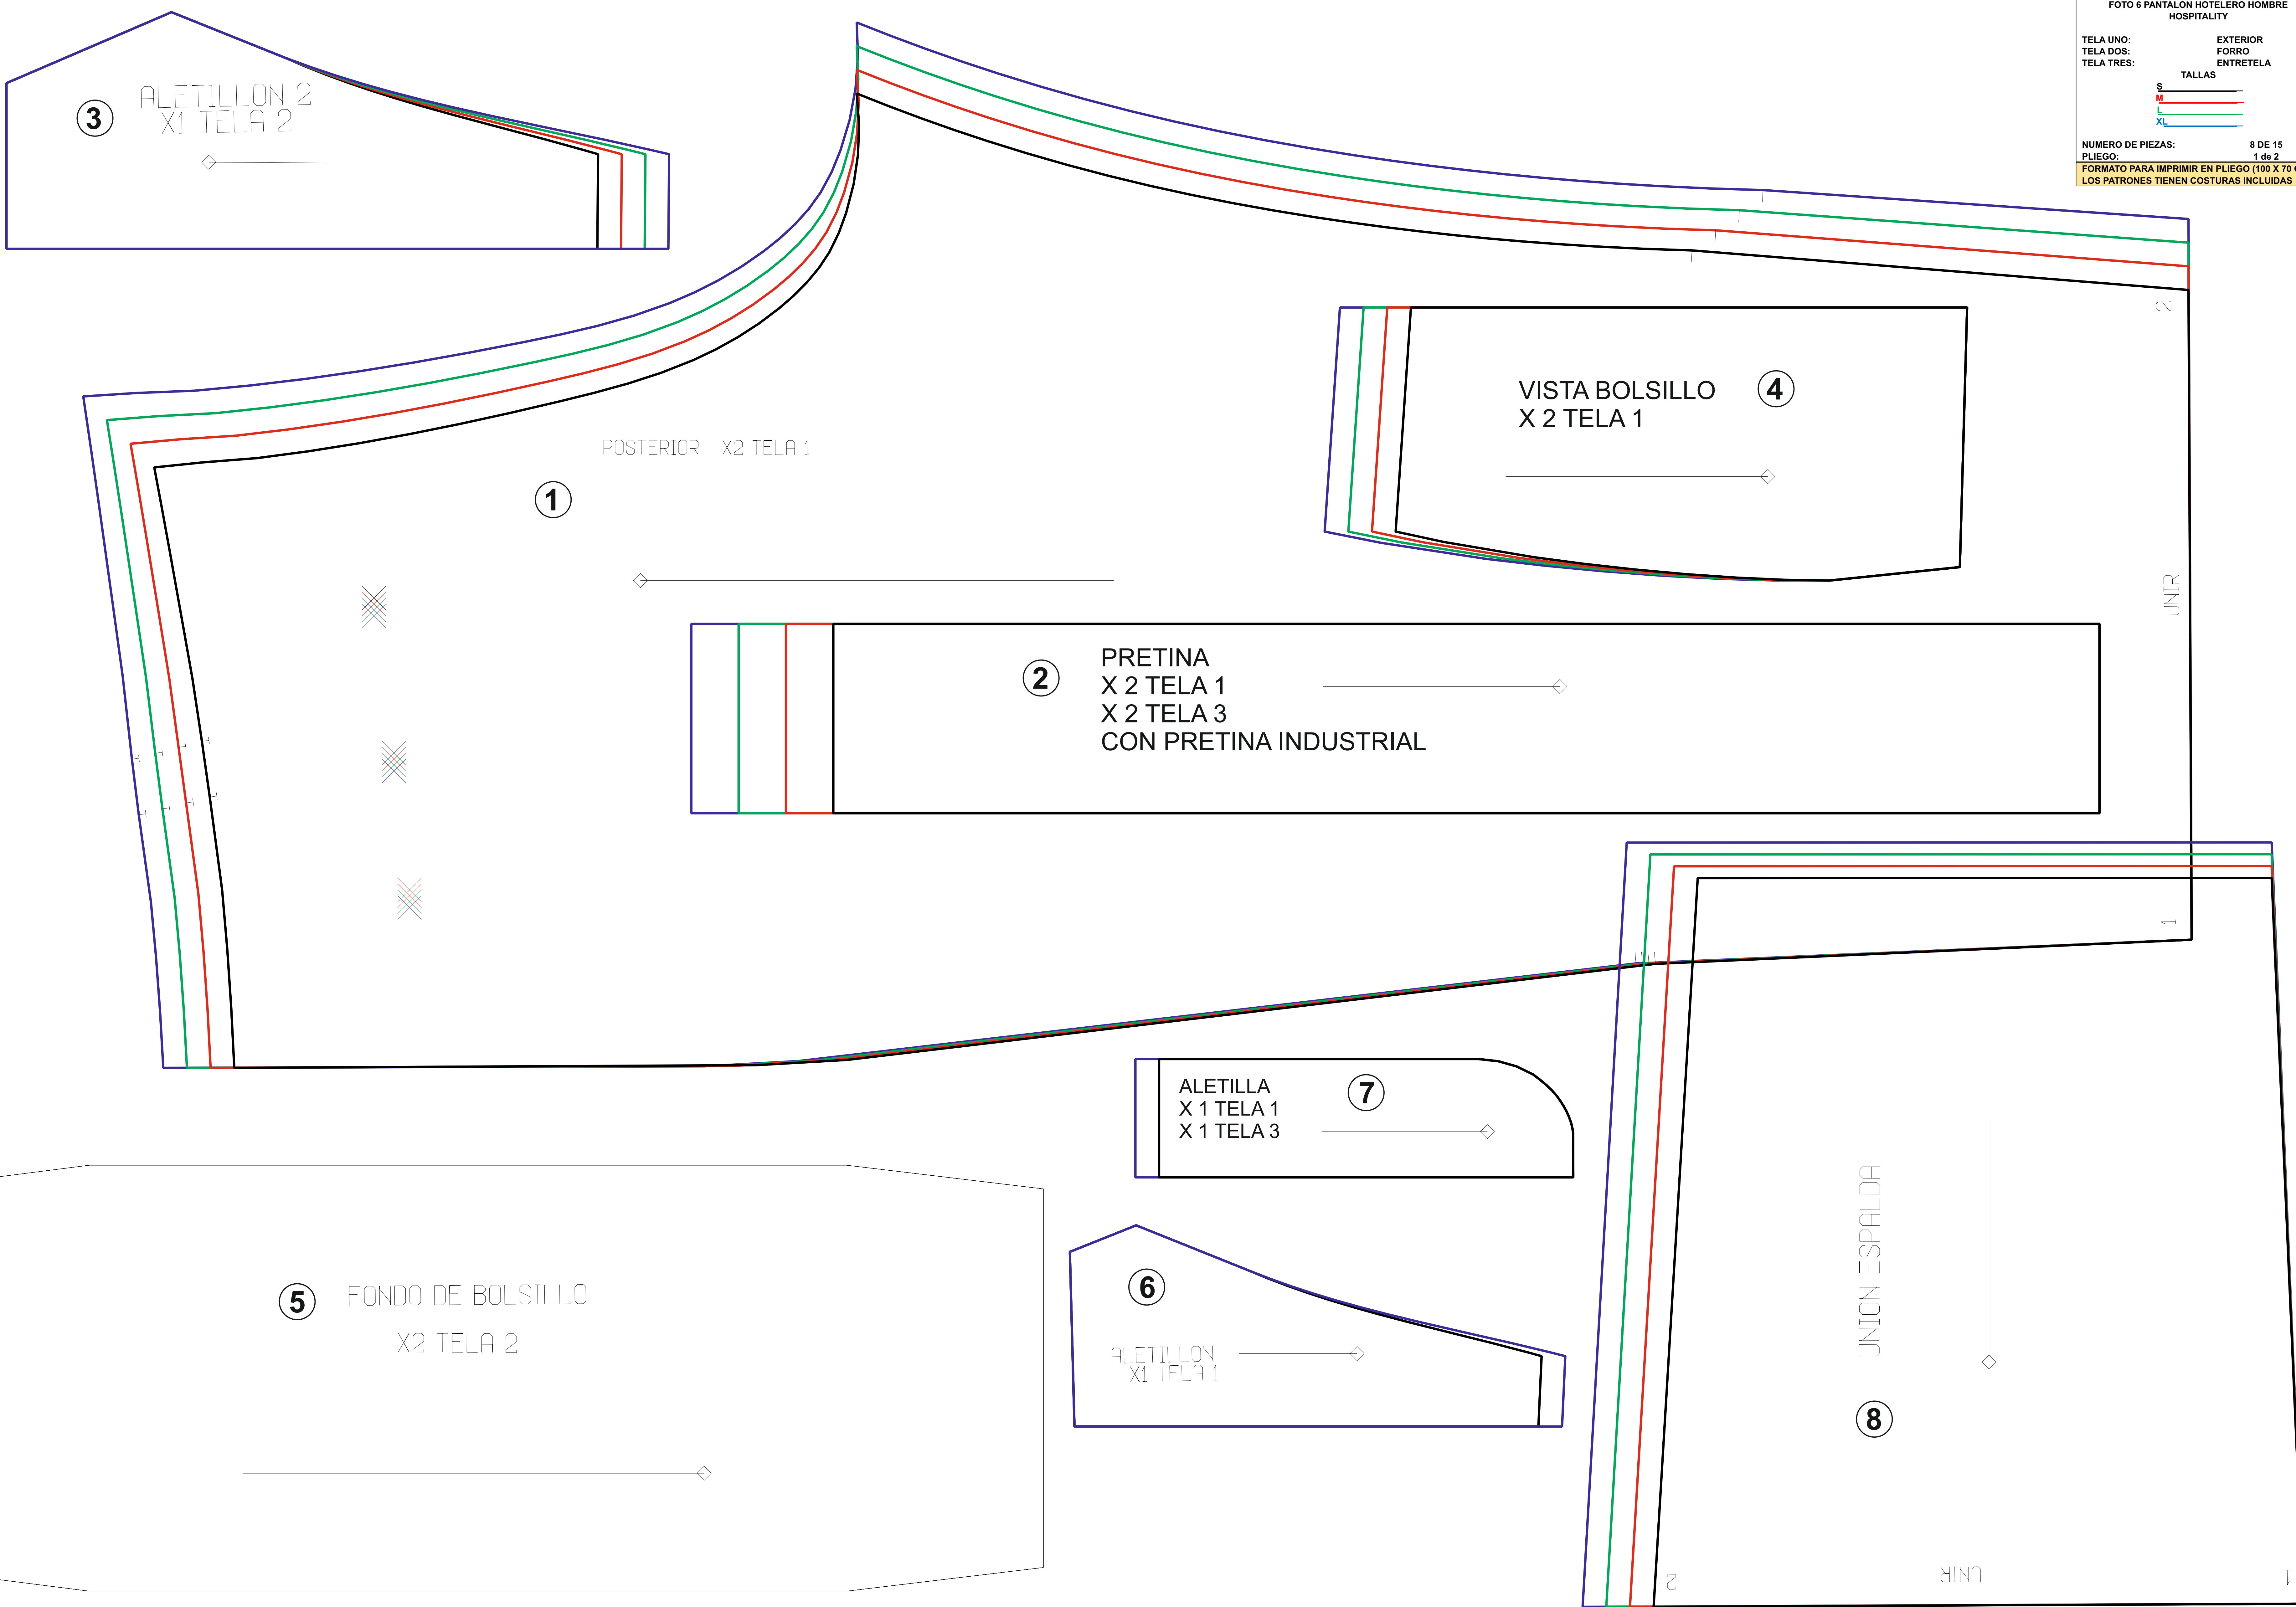 FOTO 6 PANTALON HOTELERO HOMBRE
HOSPITALITY
TELA UNO: EXTERIOR
TELA DOS: FORRO
TELA TRES: ENTRETELA
TALLAS
S
M
L
XL
NUMERO DE PIEZAS: 8 DE 15
PLIEGO: 1 de 2
FORMATO PARA IMPRIMIR EN PLIEGO (100 X 70
LOS PATRONES TIENEN COSTURAS INCLUIDAS
3
ALETILLON 2
X1 TELA 2
2
VISTA BOLSILLO
X 2 TELA 1
4
POSTERIOR X2 TELA 1
1
UNIR
2
PRETINA
X 2 TELA 1
X 2 TELA 3
CON PRETINA INDUSTRIAL
1
ALETILLA
X 1 TELA 1
X 1 TELA 3
7
5
FONDO DE BOLSILLO
X2 TELA 2
6
ALETILLON
X1 TELA 1
UNION ESPALDA
8
2
UNIR
1